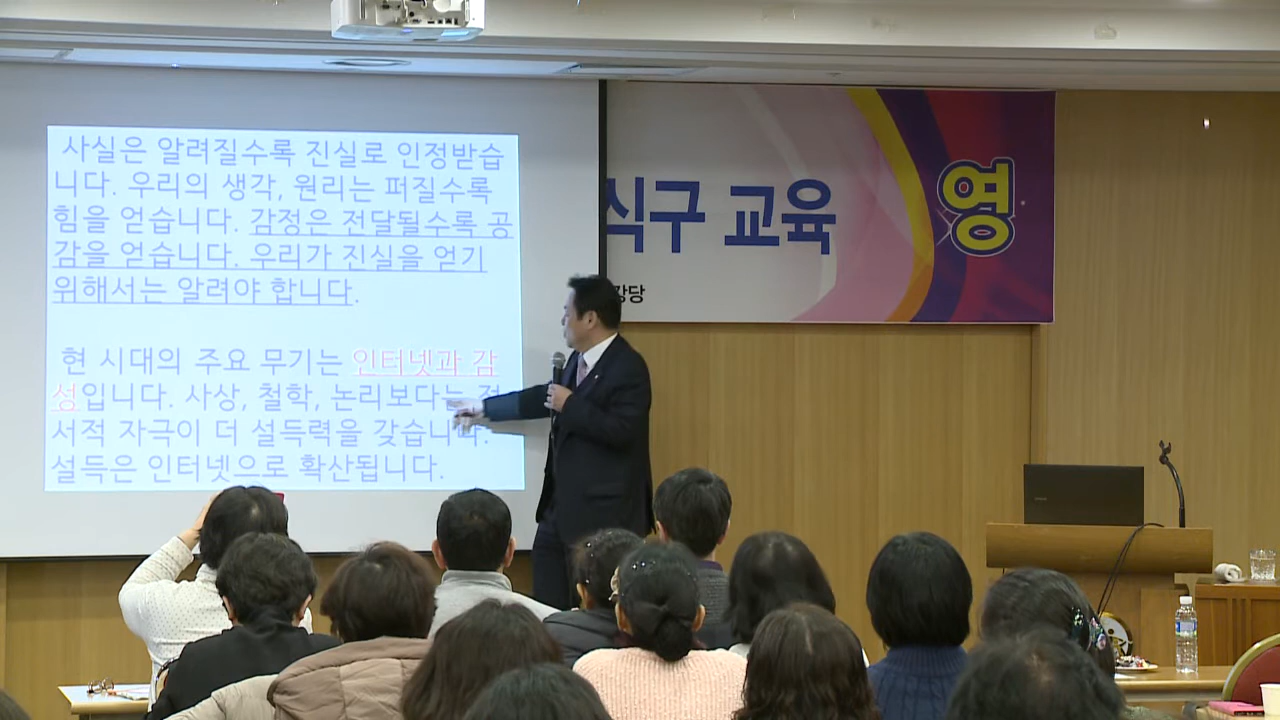 사실은 알려질수록 진실로 인정받습
니다. 우리의 생각, 원리는 퍼질수록
힘을 얻습니다. 감정은 전달될수록 공
감을 얻습니다. 우리가 진실을 얻기
위해서는 알려야 합니다.
현 시대의 주요 무기는 인터넷과 감
성입니다. 사상, 철학, 논리보다는
서적 자극이 더 설득력을 갖습니다.
설득은 인터넷으로 확산됩니다.
식구 교육
영
강당